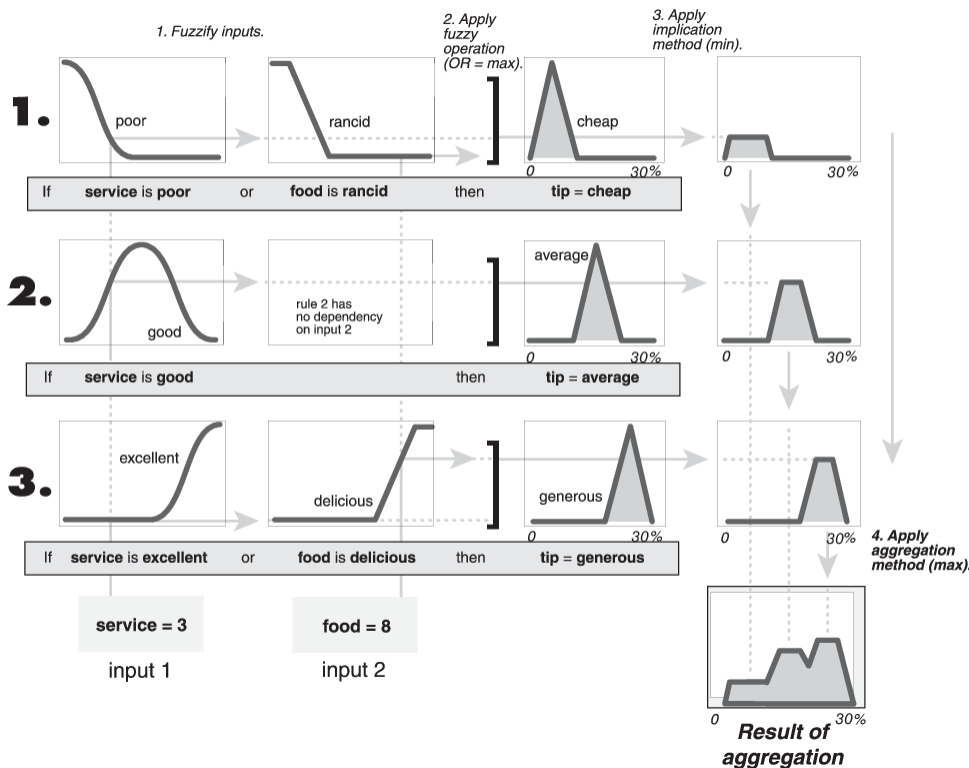 1. Fuzzify inputs.
2. Apply
fuzzy
operation
(OR = max).
3. Apply
implication
method (min).
1.
poor
rancid
cheap
0 30%
0 30%
If service is poor or food is rancid then tip = cheap
2.
good
rule 2 has
no dependency
on input 2
average
0 30%
0 30%
If service is good then tip = average
3.
excellent
delicious
generous
0 30%
0 30%
If service is excellent or food is delicious then tip = generous
4. Apply
aggregation
method (max).
service = 3
food = 8
input 1
input 2
0 30%
Result of
aggregation